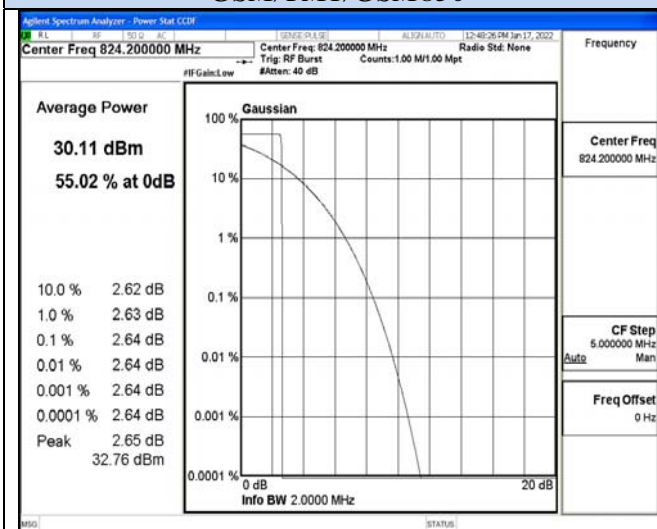 Agilent Spectrum Analyzer - Power Stat CCDF
RL RF 50 Ω AC SENSE:PULSE ALIGN AUTO 12:48:26 PM Jan 17, 2022
Center Freq 824.200000 MHz
Center Freq: 824.200000 MHz Radio Std: None
Trig: RF Burst Counts:1.00 M/1.00 Mpt
#IFGain:Low #Atten: 40 dB
Frequency
Average Power
30.11 dBm
55.02 % at 0dB
10.0 % 2.62 dB
1.0 % 2.63 dB
0.1 % 2.64 dB
0.01 % 2.64 dB
0.001 % 2.64 dB
0.0001 % 2.64 dB
Peak 2.65 dB
32.76 dBm
Gaussian
100 %
10 %
1 %
0.1 %
0.01 %
0.001 %
0.0001 %
0 dB 20 dB
Info BW 2.0000 MHz
Center Freq
824.200000 MHz
CF Step
5.000000 MHz
Auto Man
Freq Offset
0 Hz
MSG STATUS